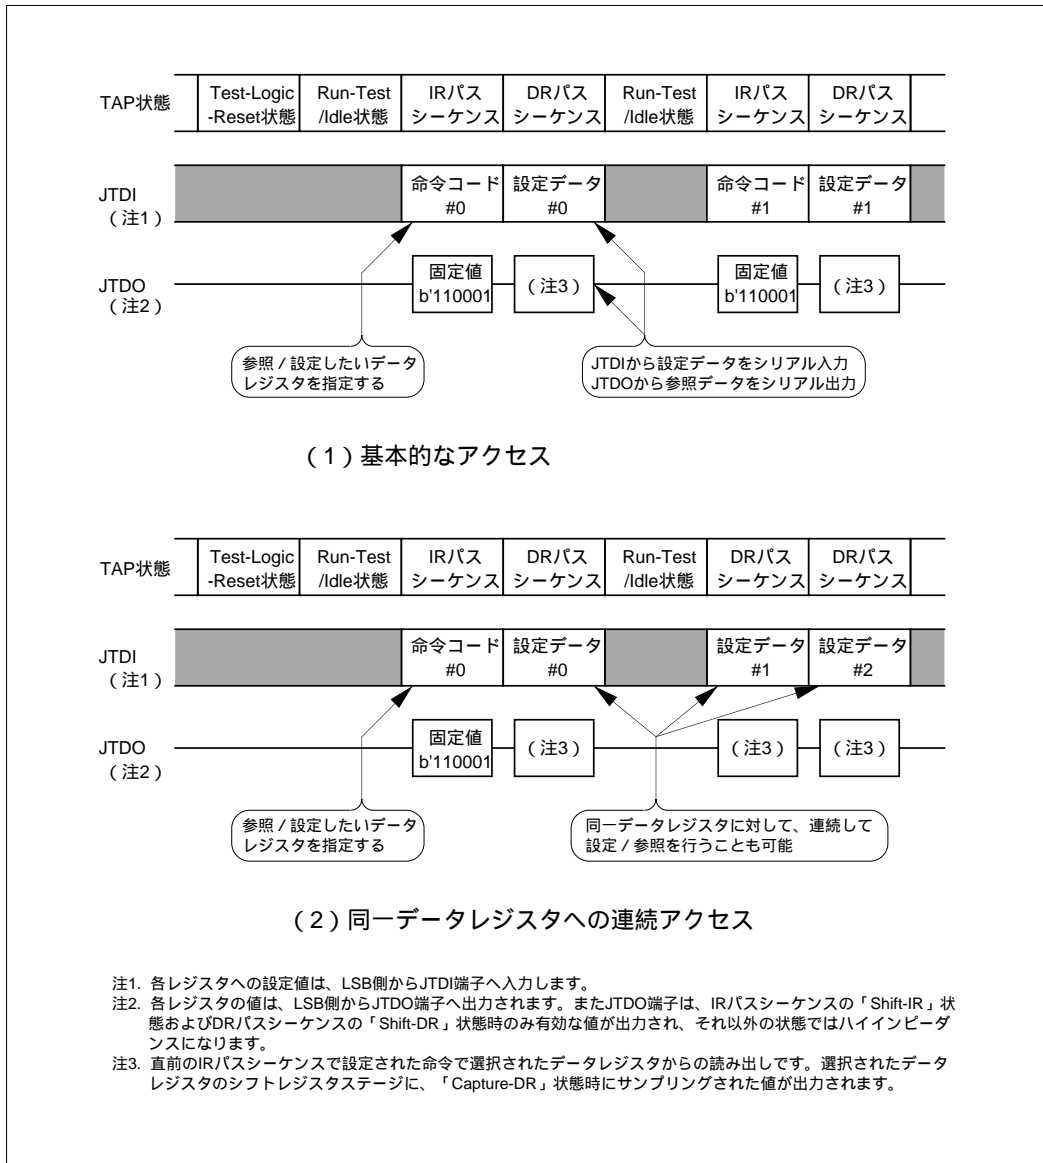 TAP状態
Test-Logic
-Reset状態
Run-Test
/Idle状態
IRパス
シーケンス
DRパス
シーケンス
Run-Test
/Idle状態
IRパス
シーケンス
DRパス
シーケンス
JTDI
（注1）
命令コード
#0
設定データ
#0
命令コード
#1
設定データ
#1
JTDO
（注2）
固定値
b'110001
（注3）
固定値
b'110001
（注3）
参照 / 設定したいデータ
レジスタを指定する
JTDIから設定データをシリアル入力
JTDOから参照データをシリアル出力
（1）基本的なアクセス
TAP状態
Test-Logic
-Reset状態
Run-Test
/Idle状態
IRパス
シーケンス
DRパス
シーケンス
Run-Test
/Idle状態
DRパス
シーケンス
DRパス
シーケンス
JTDI
（注1）
命令コード
#0
設定データ
#0
設定データ
#1
設定データ
#2
JTDO
（注2）
固定値
b'110001
（注3）
（注3）
（注3）
参照 / 設定したいデータ
レジスタを指定する
同一データレジスタに対して、連続して
設定 / 参照を行うことも可能
（2）同一データレジスタへの連続アクセス
注1. 各レジスタへの設定値は、LSB側からJTDI端子へ入力します。
注2. 各レジスタの値は、LSB側からJTDO端子へ出力されます。またJTDO端子は、IRパスシーケンスの「Shift-IR」状
態およびDRパスシーケンスの「Shift-DR」状態時のみ有効な値が出力され、それ以外の状態ではハイインピーダ
ンスになります。
注3. 直前のIRパスシーケンスで設定された命令で選択されたデータレジスタからの読み出しです。選択されたデータ
レジスタのシフトレジスタステージに、「Capture-DR」状態時にサンプリングされた値が出力されます。